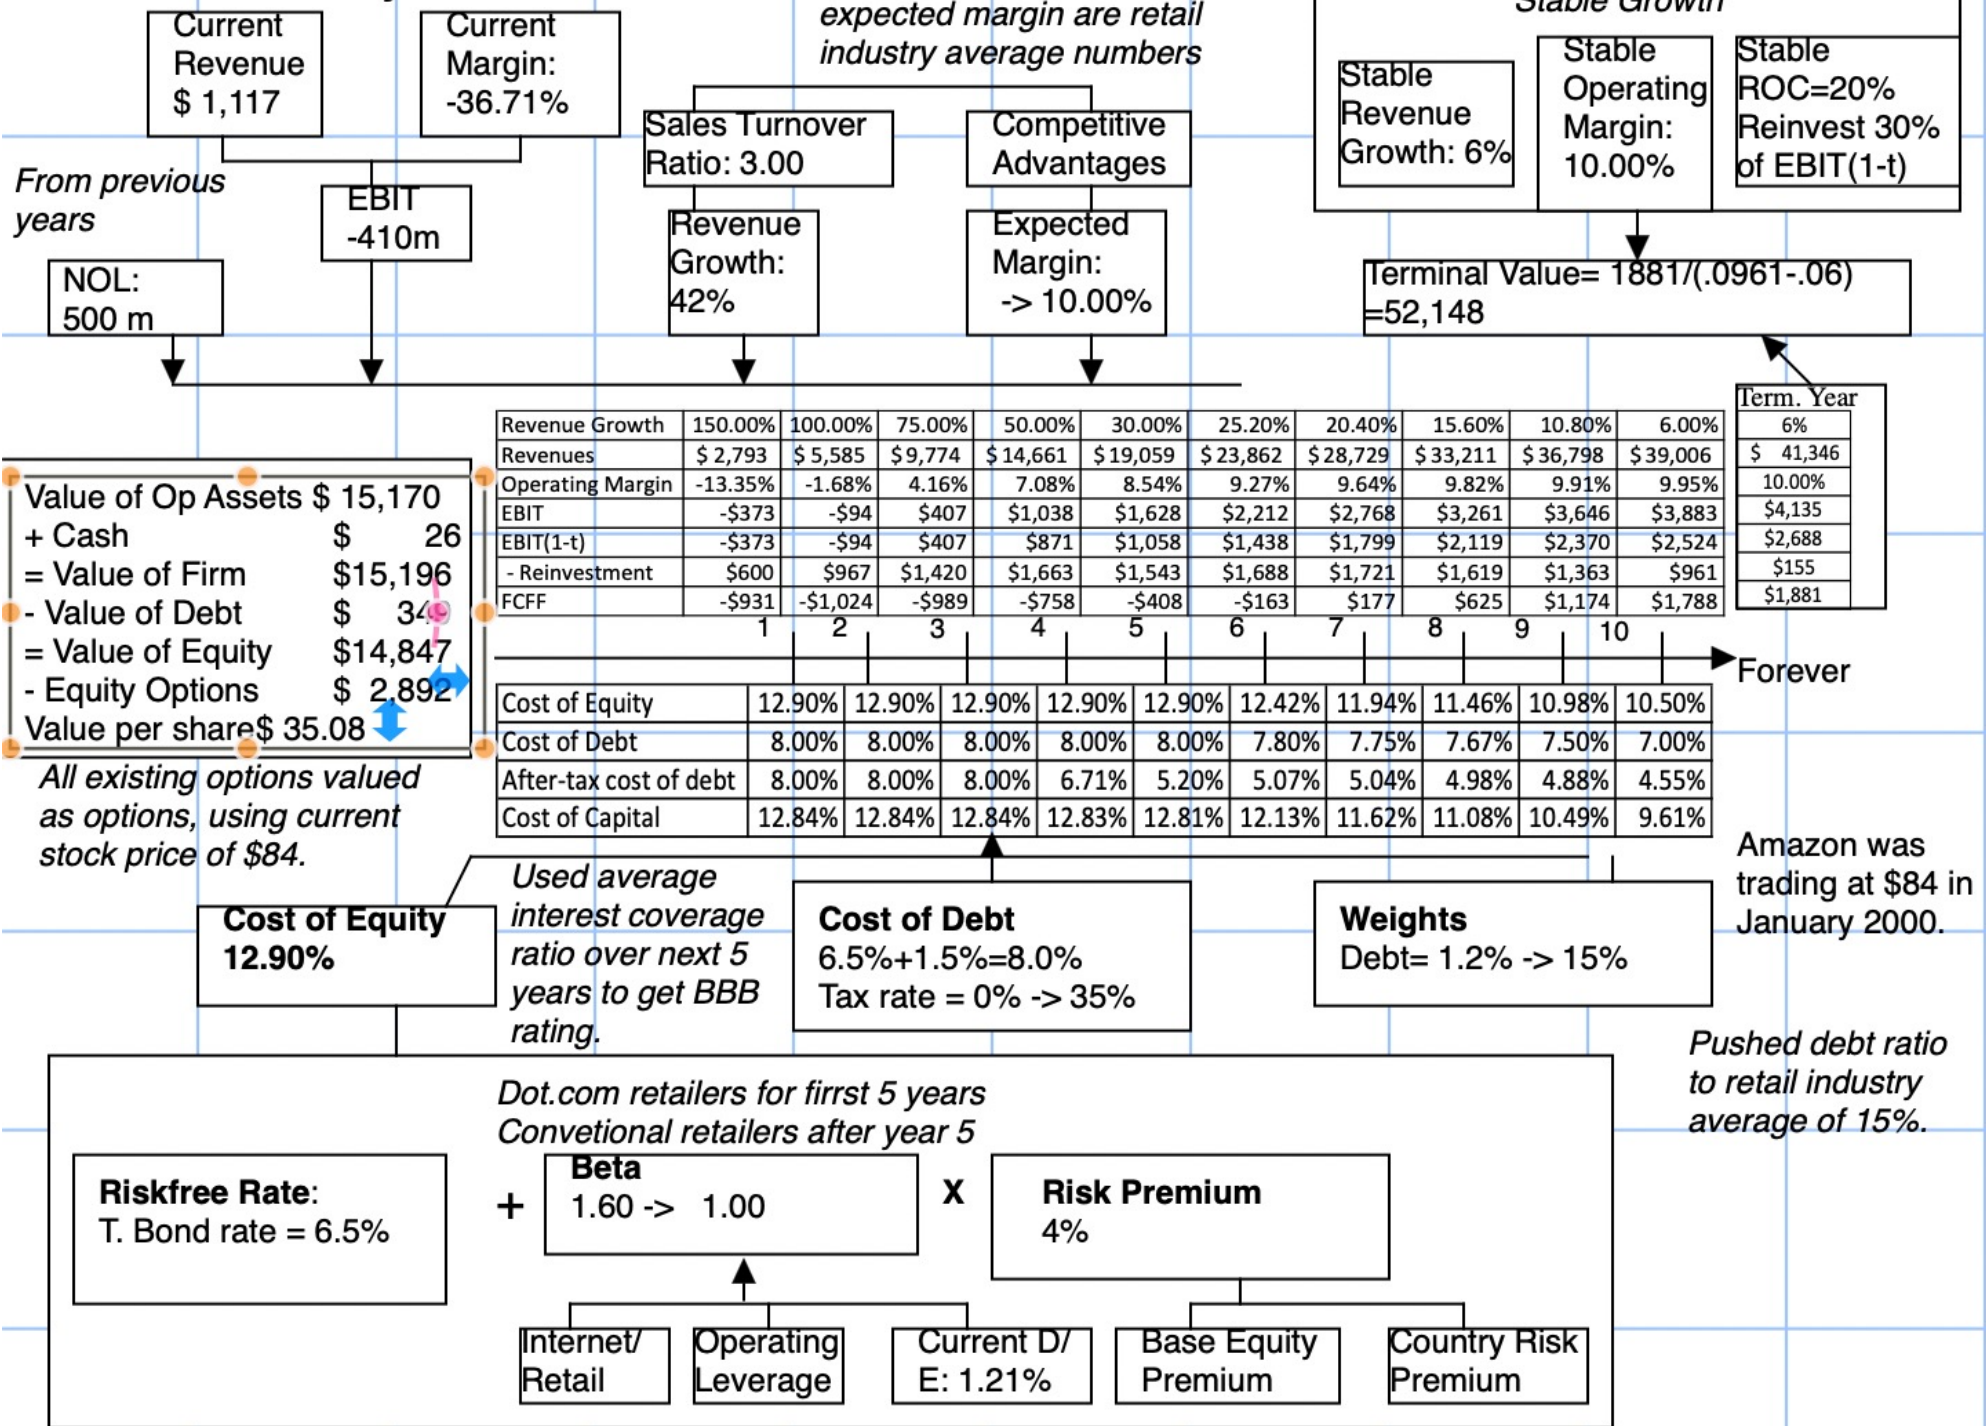 Stable Growth
expected margin are retail
industry average numbers
Current
Revenue
$ 1,117
Current
Margin:
-36.71%
Sales Turnover
Ratio: 3.00
Competitive
Advantages
Stable
Revenue
Growth: 6%
Stable
Operating
Margin:
10.00%
Stable
ROC=20%
Reinvest 30%
of EBIT(1-t)
From previous
years
EBIT
-410m
NOL:
500 m
Revenue
Growth:
42%
Expected
Margin:
-> 10.00%
Terminal Value= 1881/(.0961-.06)
=52,148
Term. Year
6%
$ 41,346
10.00%
$4,135
$2,688
$155
$1,881
Revenue Growth 150.00% 100.00% 75.00% 50.00% 30.00% 25.20% 20.40% 15.60% 10.80% 6.00%
Revenues $ 2,793 $ 5,585 $ 9,774 $ 14,661 $ 19,059 $ 23,862 $ 28,729 $ 33,211 $ 36,798 $ 39,006
Operating Margin -13.35% -1.68% 4.16% 7.08% 8.54% 9.27% 9.64% 9.82% 9.91% 9.95%
EBIT -$373 -$94 $407 $1,038 $1,628 $2,212 $2,768 $3,261 $3,646 $3,883
EBIT(1-t) -$373 -$94 $407 $871 $1,058 $1,438 $1,799 $2,119 $2,370 $2,524
- Reinvestment $600 $967 $1,420 $1,663 $1,543 $1,688 $1,721 $1,619 $1,363 $961
FCFF -$931 -$1,024 -$989 -$758 -$408 -$163 $177 $625 $1,174 $1,788
1 2 3 4 5 6 7 8 9 10
Forever
Value of Op Assets $ 15,170
+ Cash $ 26
= Value of Firm $15,196
- Value of Debt $ 349
= Value of Equity $14,847
- Equity Options $ 2,892
Value per share$ 35.08
All existing options valued
as options, using current
stock price of $84.
Cost of Equity 12.90% 12.90% 12.90% 12.90% 12.90% 12.42% 11.94% 11.46% 10.98% 10.50%
Cost of Debt 8.00% 8.00% 8.00% 8.00% 8.00% 7.80% 7.75% 7.67% 7.50% 7.00%
After-tax cost of debt 8.00% 8.00% 8.00% 6.71% 5.20% 5.07% 5.04% 4.98% 4.88% 4.55%
Cost of Capital 12.84% 12.84% 12.84% 12.83% 12.81% 12.13% 11.62% 11.08% 10.49% 9.61%
Amazon was
trading at $84 in
January 2000.
Cost of Equity
12.90%
Used average
interest coverage
ratio over next 5
years to get BBB
rating.
Cost of Debt
6.5%+1.5%=8.0%
Tax rate = 0% -> 35%
Weights
Debt= 1.2% -> 15%
Pushed debt ratio
to retail industry
average of 15%.
Dot.com retailers for firrst 5 years
Convetional retailers after year 5
Riskfree Rate:
T. Bond rate = 6.5%
+
Beta
1.60 -> 1.00
X
Risk Premium
4%
Internet/
Retail
Operating
Leverage
Current D/
E: 1.21%
Base Equity
Premium
Country Risk
Premium